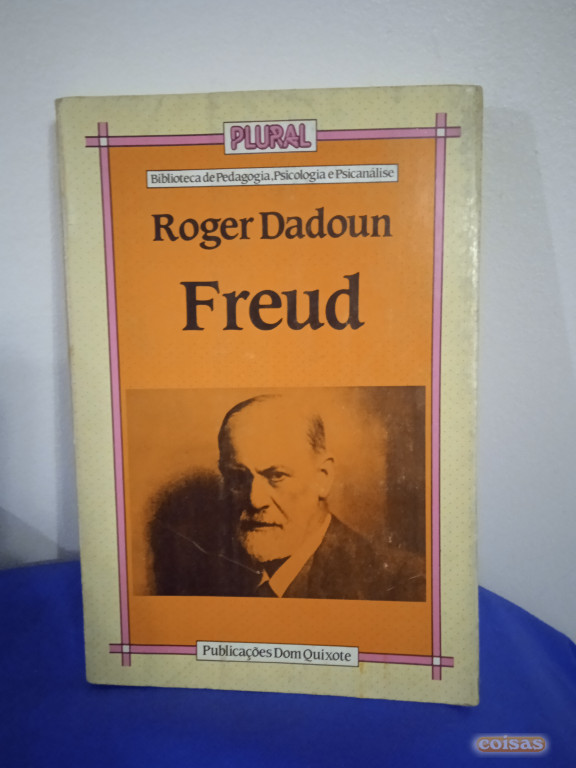 PLURAL
Biblioteca de Pedagogia, Psicologia e Psicanálise
Roger Dadoun
Freud
Publicações Dom Quixote
coisas